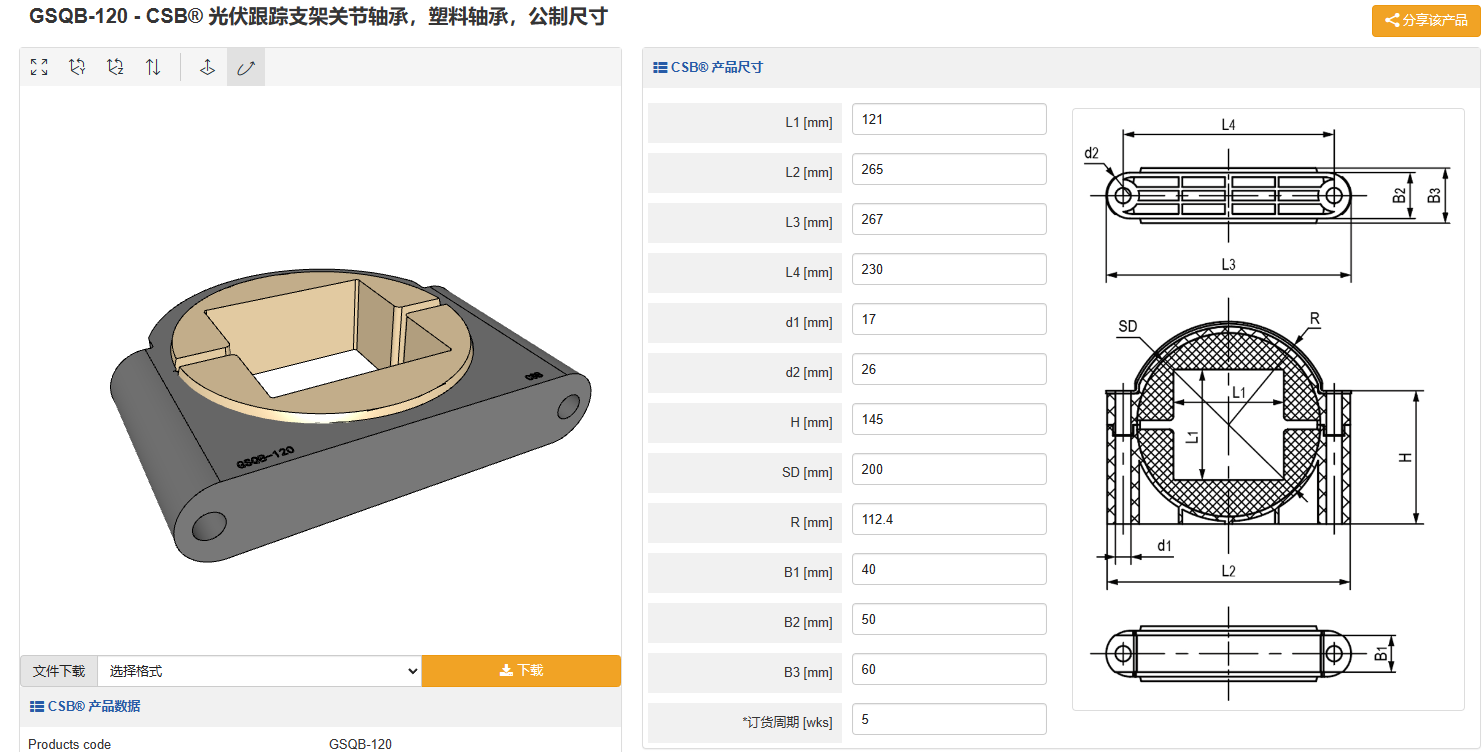 GSQB-120 - CSB® 光伏跟踪支架关节轴承，塑料轴承，公制尺寸
分享该产品
Y
Z
CSB
GSQB-120
文件下载 选择格式 下载
CSB® 产品数据
Products code GSQB-120
CSB® 产品尺寸
L1 [mm] 121
L2 [mm] 265
L3 [mm] 267
L4 [mm] 230
d1 [mm] 17
d2 [mm] 26
H [mm] 145
SD [mm] 200
R [mm] 112.4
B1 [mm] 40
B2 [mm] 50
B3 [mm] 60
*订货周期 [wks] 5
L4
d2
B2
B3
L3
SD
R
L1
L1
H
d1
L2
B1